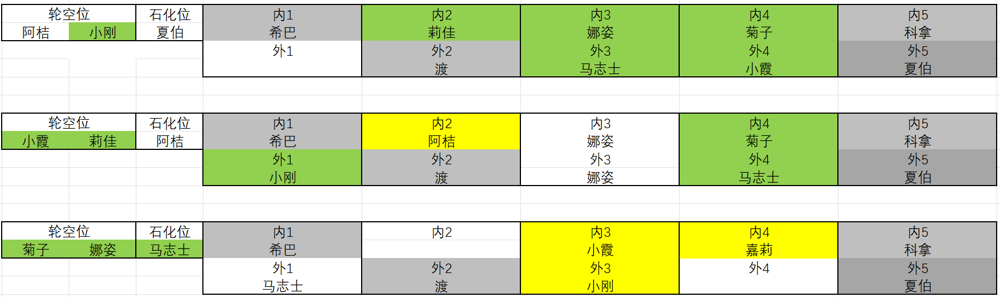 轮空位 石化位 内1 内2 内3 内4 内5
阿桔 小刚 夏伯 希巴 莉佳 娜姿 菊子 科拿
外1 外2 外3 外4 外5
渡 马志士 小霞 夏伯
轮空位 石化位 内1 内2 内3 内4 内5
小霞 莉佳 阿桔 希巴 阿桔 娜姿 菊子 科拿
外1 外2 外3 外4 外5
小刚 渡 娜姿 马志士 夏伯
轮空位 石化位 内1 内2 内3 内4 内5
菊子 娜姿 马志士 希巴 小霞 嘉莉 科拿
外1 外2 外3 外4 外5
马志士 渡 小刚 夏伯